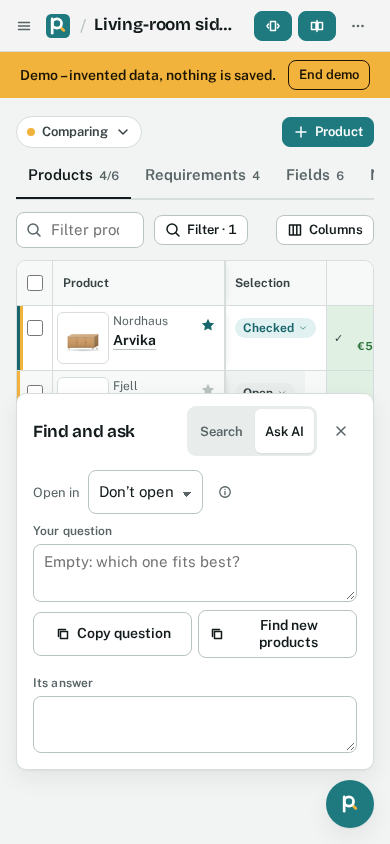 / Living-room sid...
Demo – invented data, nothing is saved. End demo
Comparing
Product
Products 4/6 Requirements 4 Fields 6
Filter · 1 Columns
Product Selection
Nordhaus
Arvika
Checked
✓
€5
Fjell
Find and ask
Search Ask AI
Open in Don't open
Your question
Empty: which one fits best?
Copy question
Find new products
Its answer